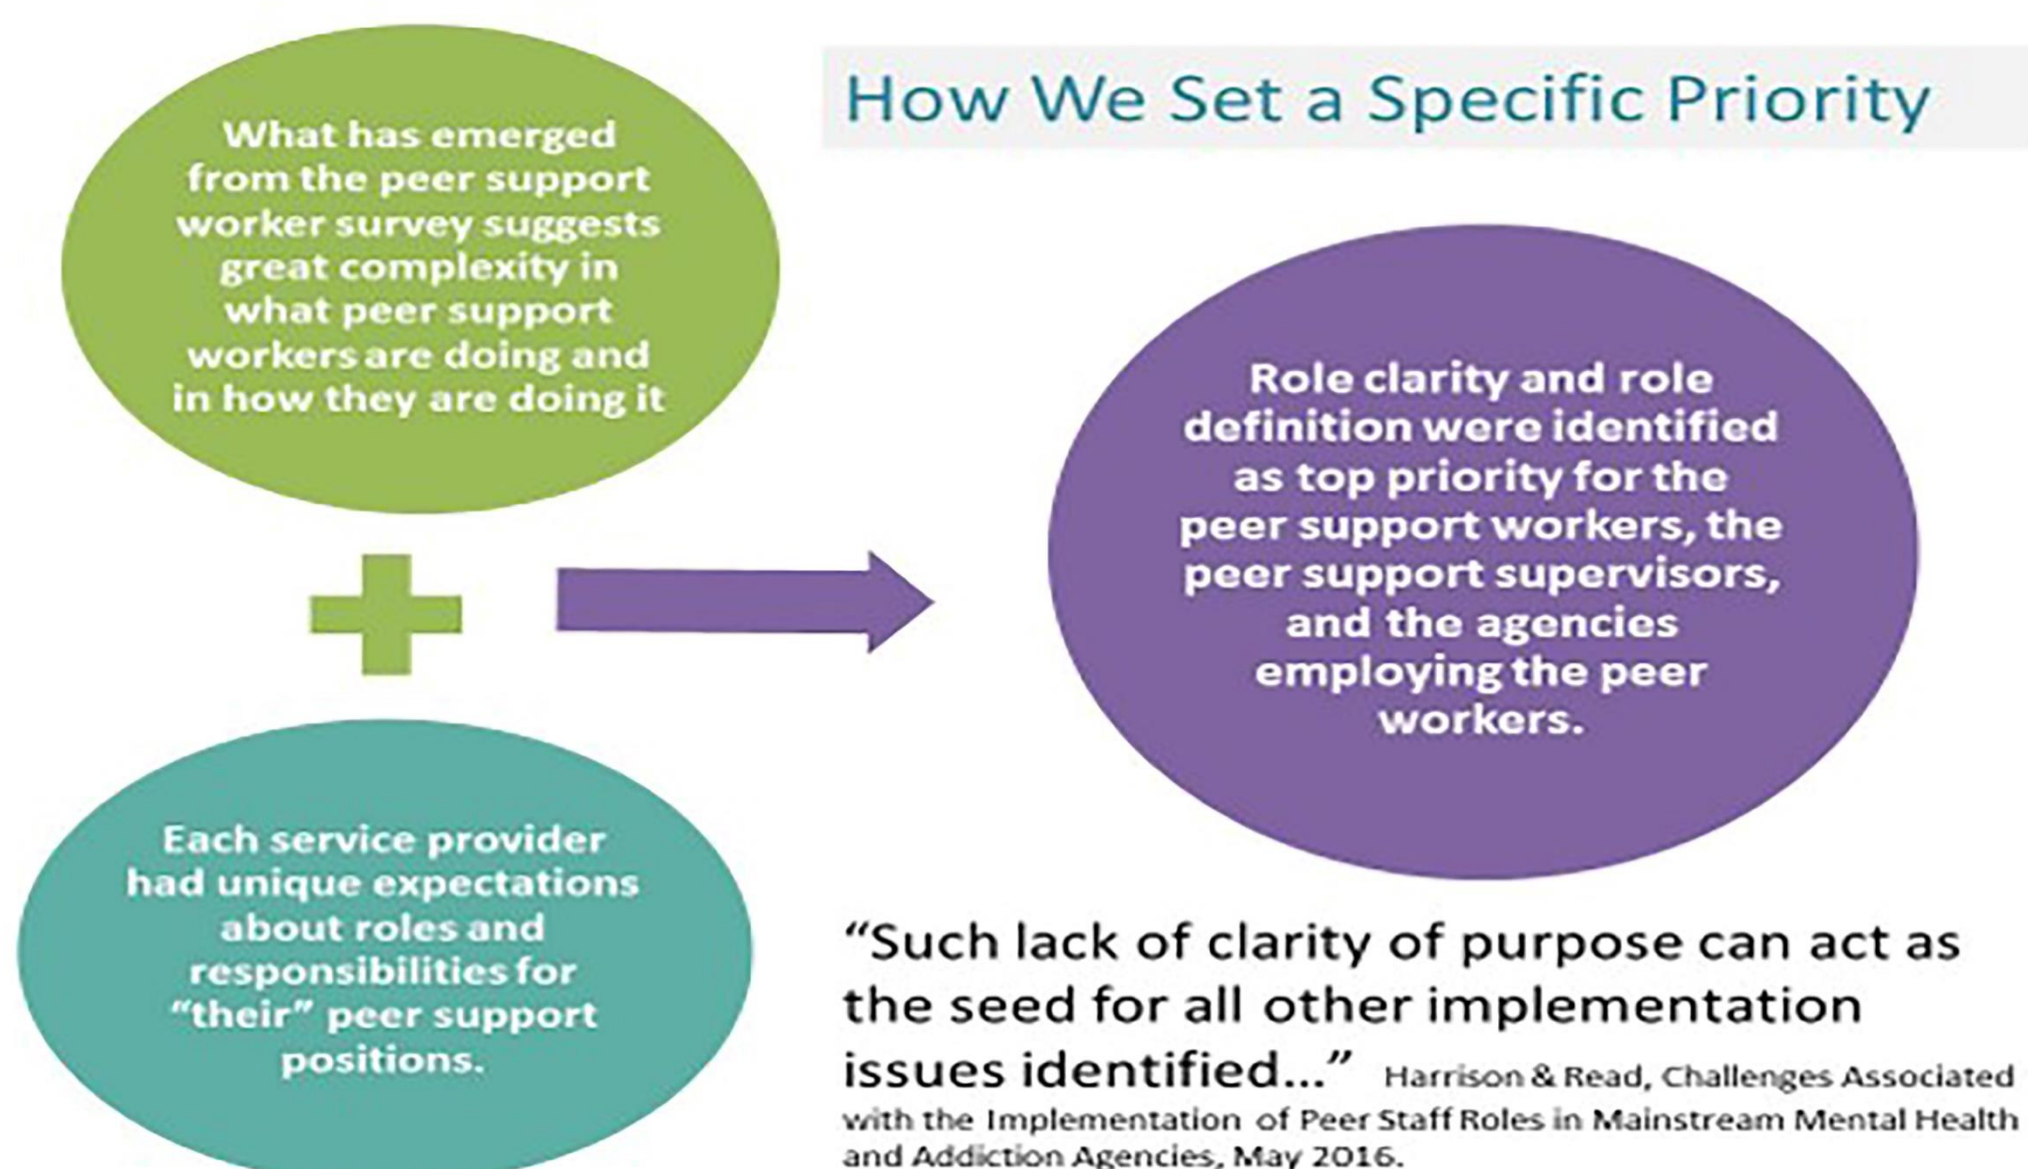 How We Set a Specific Priority
What has emerged
from the peer support
worker survey suggests
great complexity in
what peer support
workers are doing and
in how they are doing it
Each service provider
had unique expectations
about roles and
responsibilities for
“their” peer support
positions.
Role clarity and role
definition were identified
as top priority for the
peer support workers, the
peer support supervisors,
and the agencies
employing the peer
workers.
“Such lack of clarity of purpose can act as
the seed for all other implementation
issues identified...” Harrison & Read, Challenges Associated
with the Implementation of Peer Staff Roles in Mainstream Mental Health
and Addiction Agencies, May 2016.